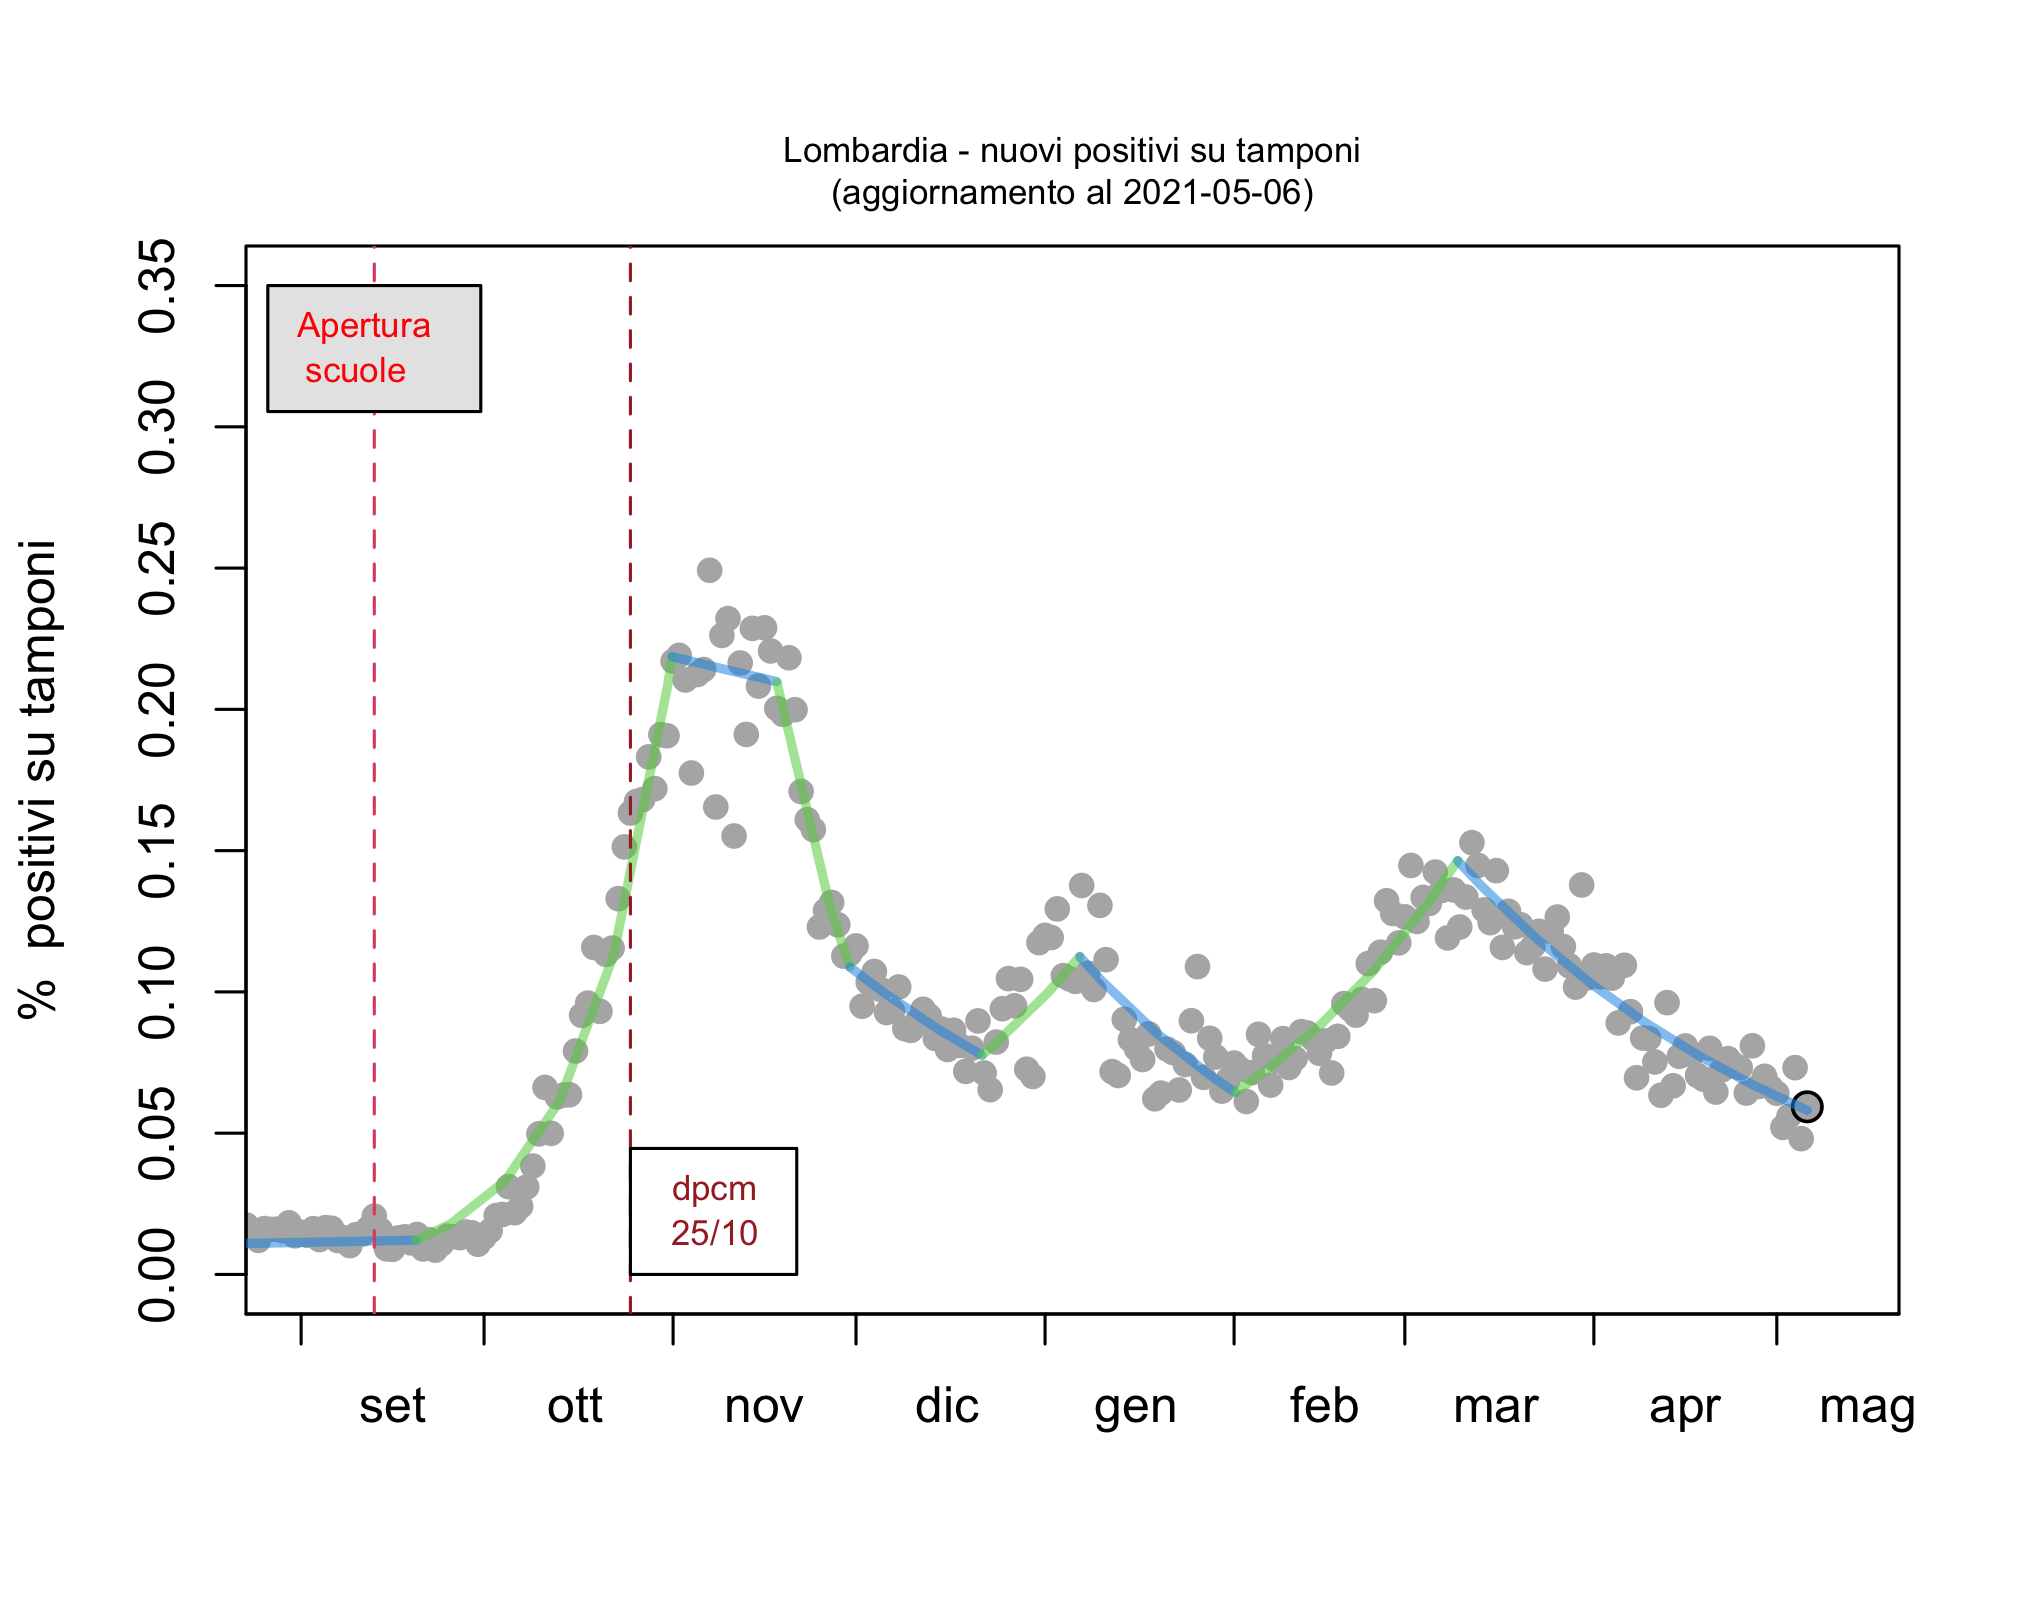 Lombardia - nuovi positivi su tamponi
(aggiornamento al 2021-05-06)
% positivi su tamponi
0.35
0.30
0.25
0.20
0.15
0.10
0.05
0.00
Apertura
scuole
dpcm
25/10
set ott nov dic gen feb mar apr mag